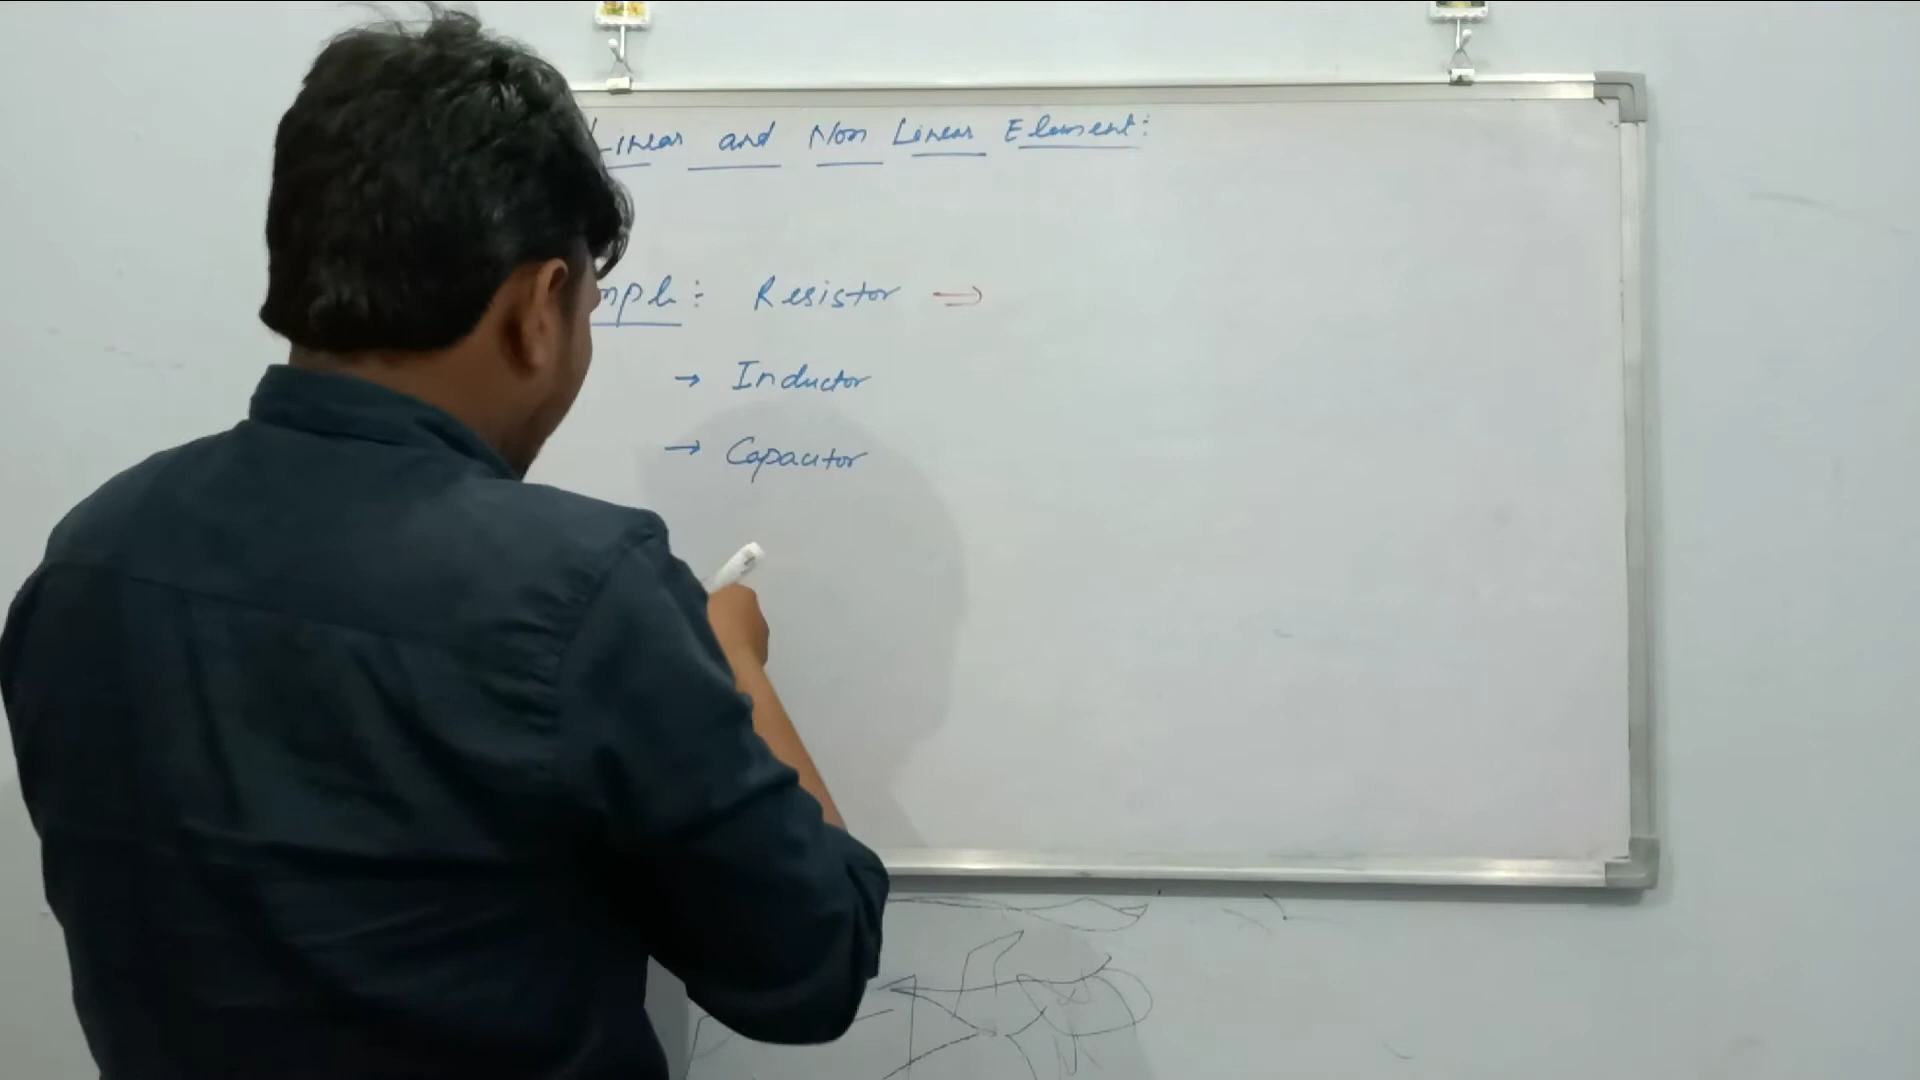 Linear and Non Linear Element:
mple: Resistor ⇒
→ Inductor
→ Capacitor